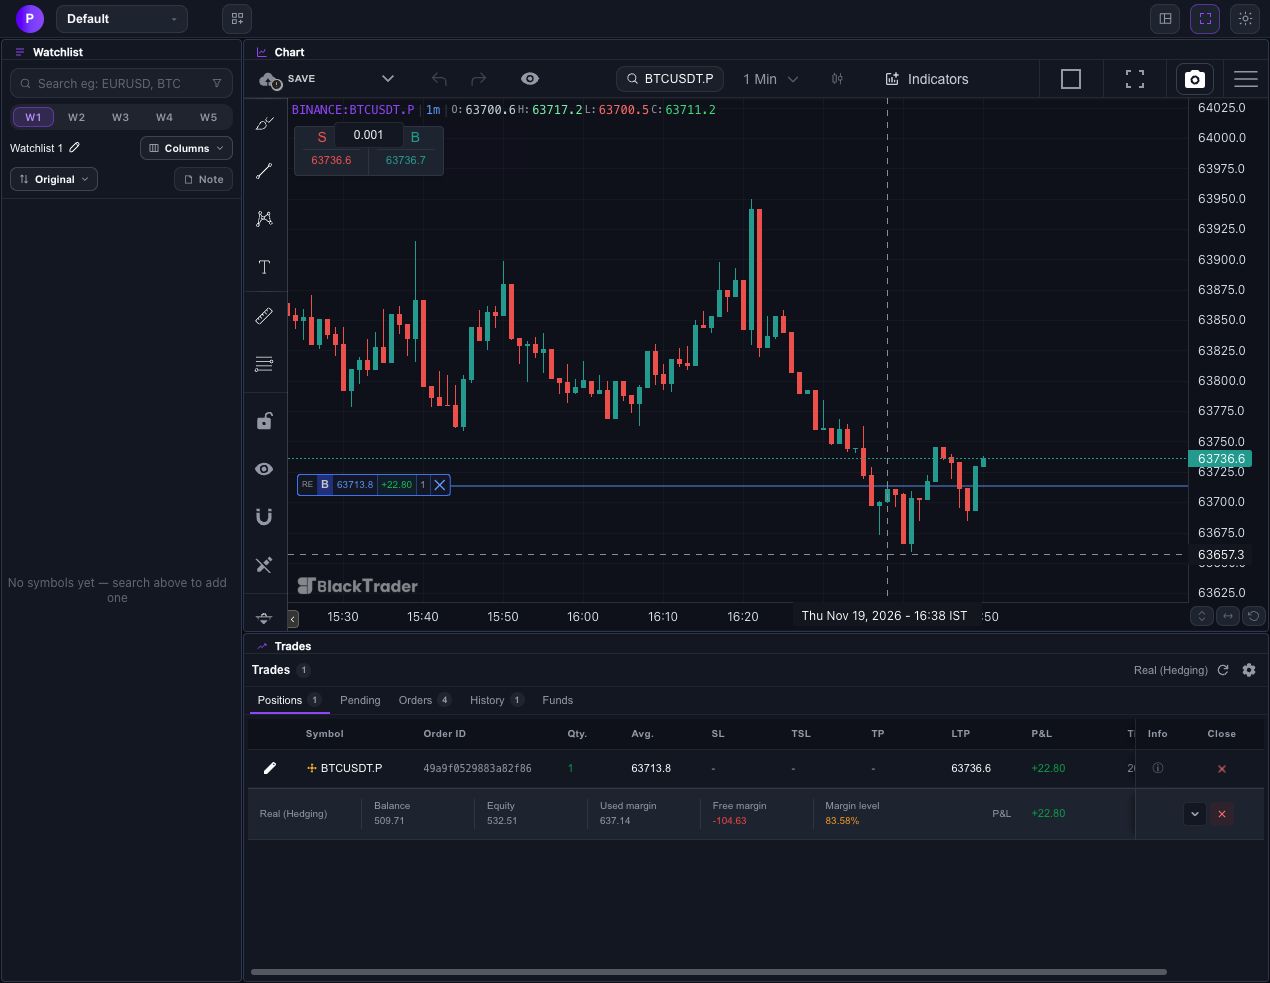 P
Default
Watchlist
Search eg: EURUSD, BTC
W1 W2 W3 W4 W5
Watchlist 1
Columns
Original
Note
No symbols yet — search above to add
one
Chart
SAVE
BTCUSDT.P
1 Min
Indicators
BINANCE:BTCUSDT.P 1m O:63700.6 H:63717.2 L:63700.5 C:63711.2
S 0.001 B
63736.6 63736.7
T
64025.0
64000.0
63975.0
63950.0
63925.0
63900.0
63875.0
63850.0
63825.0
63800.0
63775.0
63750.0
63736.6
63725.0
63700.0
63675.0
63657.3
63625.0
RE B 63713.8 +22.80 1
BlackTrader
15:30 15:40 15:50 16:00 16:10 16:20 Thu Nov 19, 2026 - 16:38 IST :50
Trades
Trades 1
Real (Hedging)
Positions 1 Pending Orders 4 History 1 Funds
Symbol Order ID Qty. Avg. SL TSL TP LTP P&L Info Close
BTCUSDT.P 49a9f0529883a82f86 1 63713.8 - - - 63736.6 +22.80
Real (Hedging)
Balance
509.71
Equity
532.51
Used margin
637.14
Free margin
-104.63
Margin level
83.58%
P&L +22.80